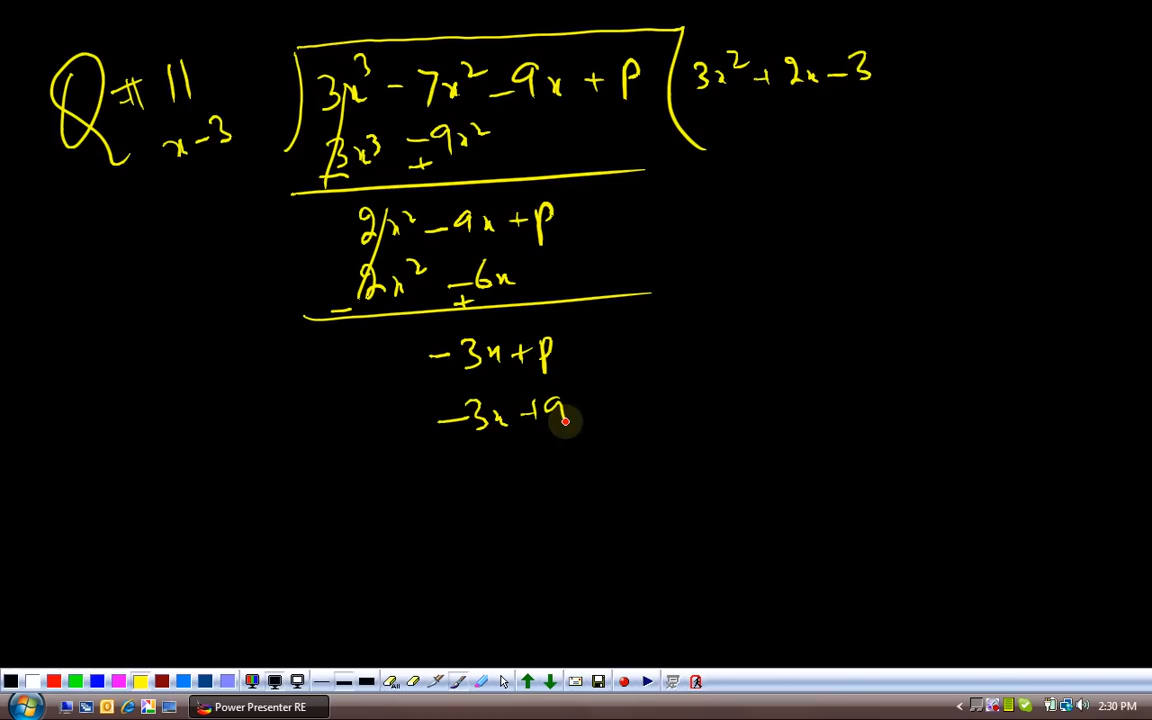 Q # 11
x-3 3x³ - 7x² - 9x + p ( 3x² + 2x - 3
3x³ - 9x²
- +
2x² - 9x + p
2x² - 6x
- +
- 3x + p
- 3x + 9
Power Presenter RE
2:30 PM